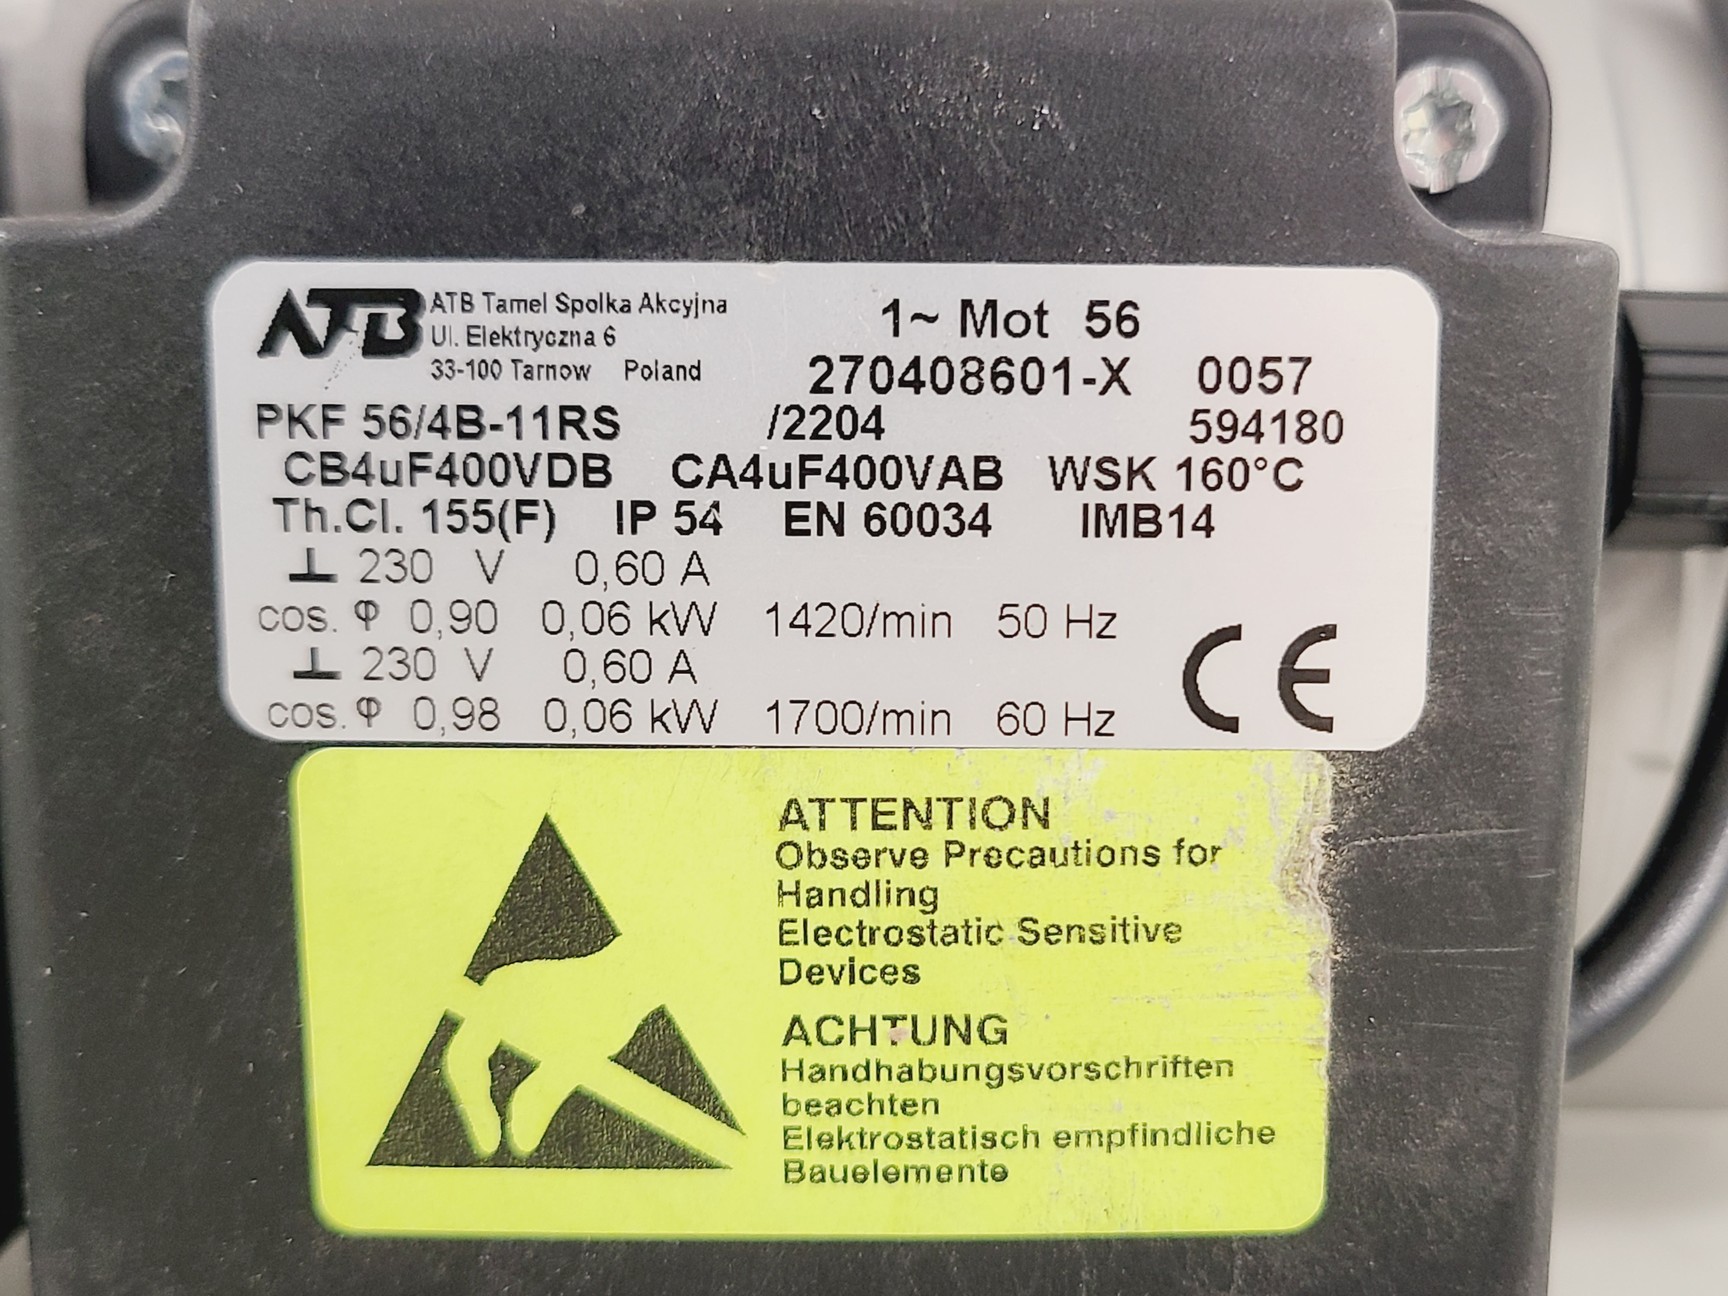 ATB
ATB Tamel Spolka Akcyjna
Ul. Elektryczna 6
33-100 Tarnow Poland
1~ Mot 56
270408601-X 0057
PKF 56/4B-11RS /2204 594180
CB4uF400VDB CA4uF400VAB WSK 160°C
Th.Cl. 155(F) IP 54 EN 60034 IMB14
⊥ 230 V 0,60 A
cos. φ 0,90 0,06 kW 1420/min 50 Hz
⊥ 230 V 0,60 A
cos. φ 0,98 0,06 kW 1700/min 60 Hz
CE
ATTENTION
Observe Precautions for
Handling
Electrostatic Sensitive
Devices
ACHTUNG
Handhabungsvorschriften
beachten
Elektrostatisch empfindliche
Bauelemente